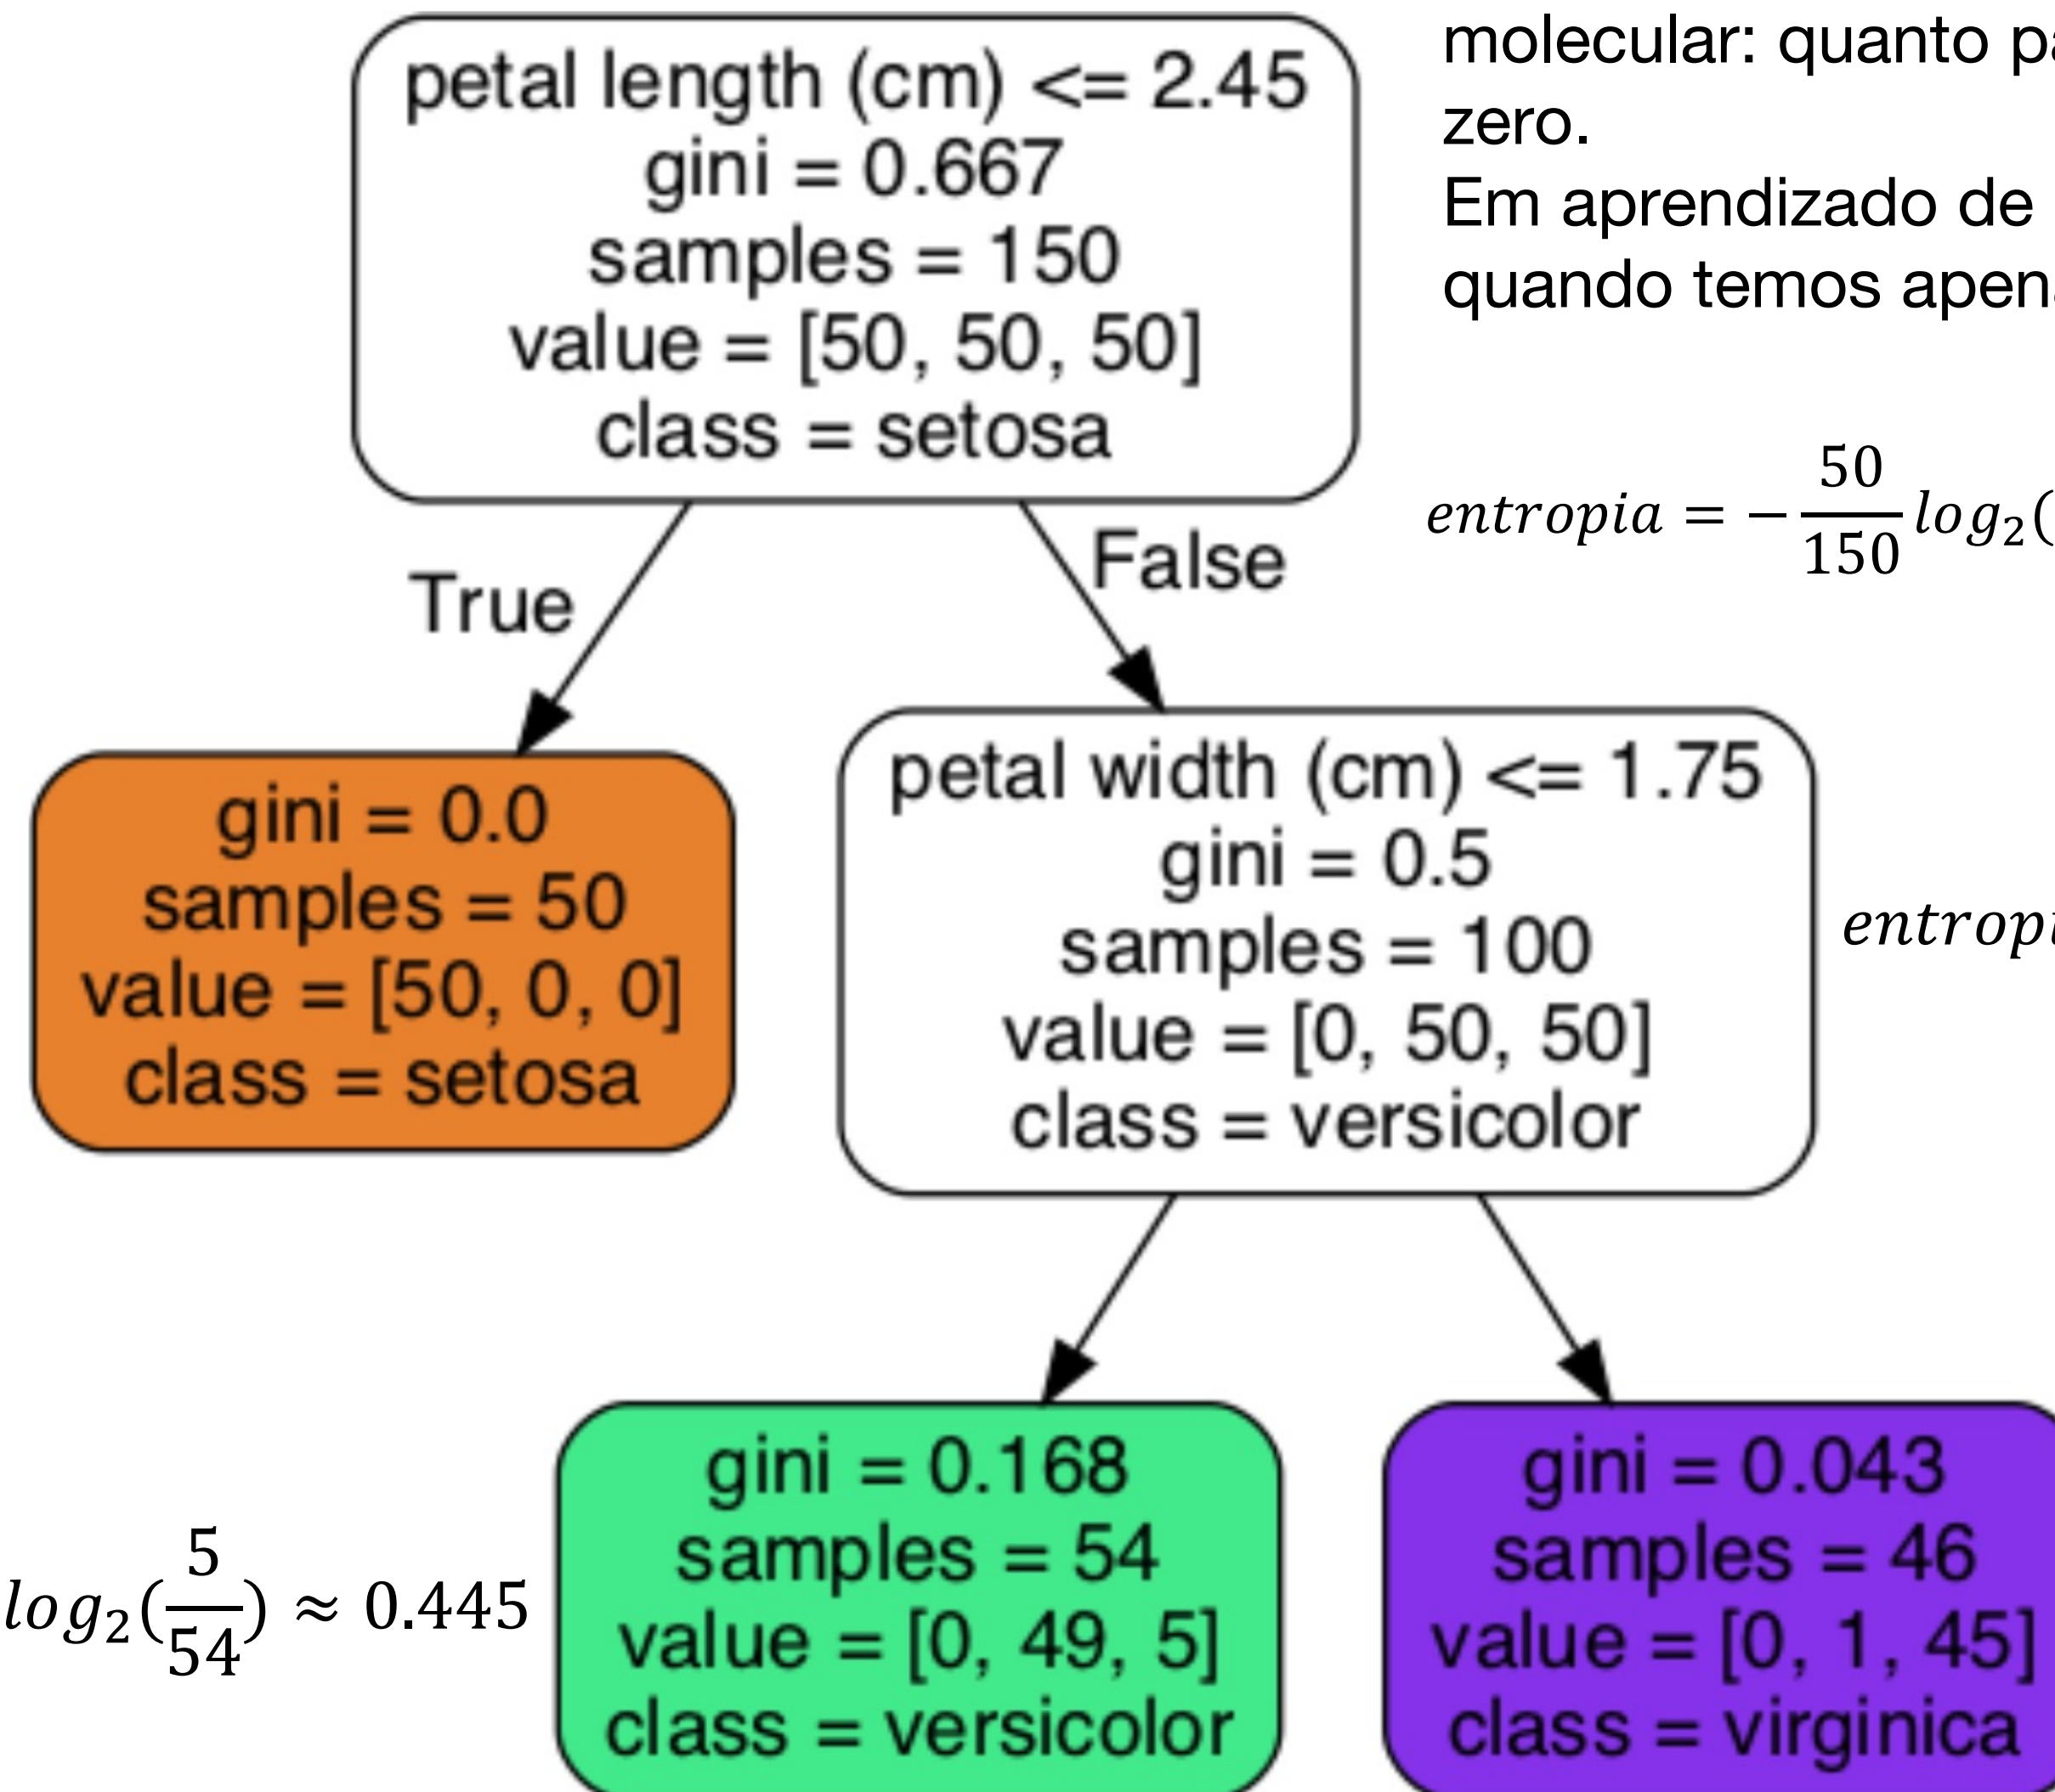 molecular: quanto
zero.
Em aprendizado de
quando temos
petal length (cm) <= 2.45
gini = 0.667
samples = 150
value = [50, 50, 50]
class = setosa
entropia = −50/150 log₂(
True
False
gini = 0.0
samples = 50
value = [50, 0, 0]
class = setosa
petal width (cm) <= 1.75
gini = 0.5
samples = 100
value = [0, 50, 50]
class = versicolor
log₂(5/54) ≈ 0.445
gini = 0.168
samples = 54
value = [0, 49, 5]
class = versicolor
gini = 0.043
samples = 46
value = [0, 1, 45]
class = virginica